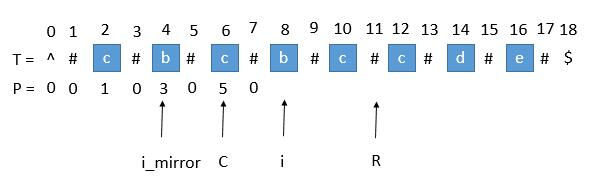 0 1 2 3 4 5 6 7 8 9 10 11 12 13 14 15 16 17 18
T = ^ # c # b # c # b # c # c # d # e # $
P = 0 0 1 0 3 0 5 0
i_mirror C i R